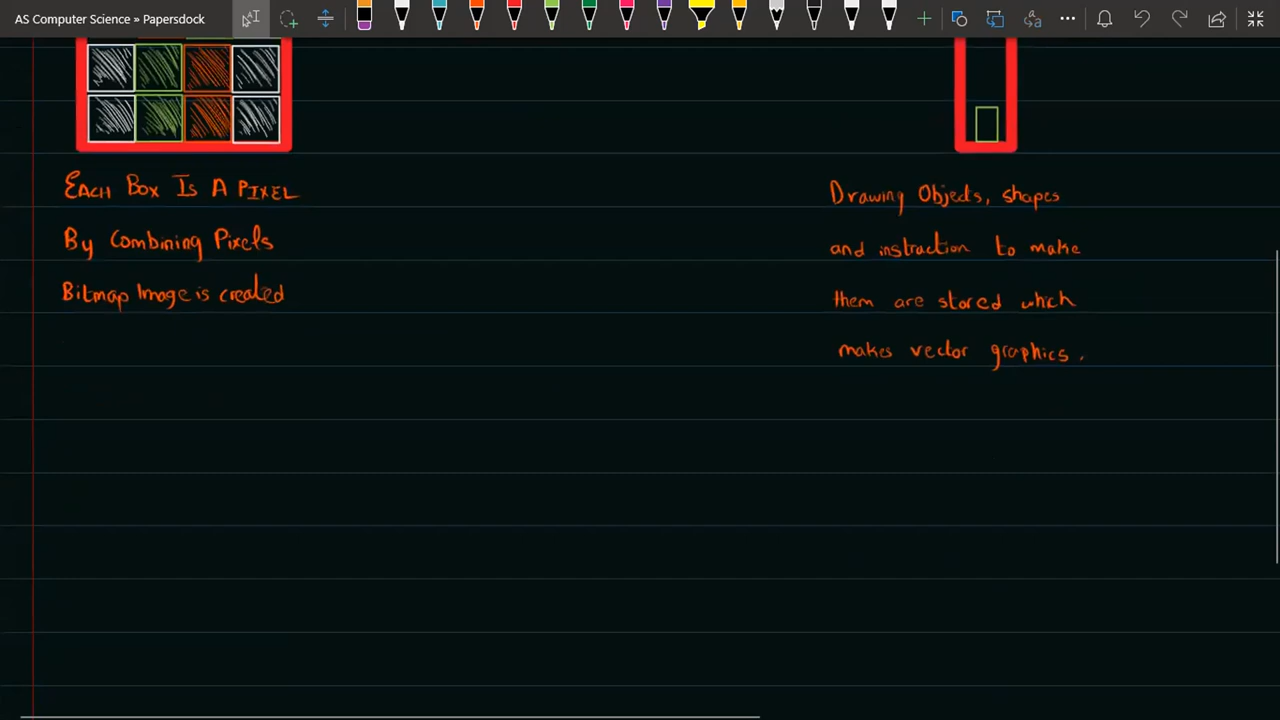 AS Computer Science » Papersdock
EACH BOX IS A PIXEL
By Combining Pixels
Bitmap Image is created
Drawing Objects, shapes
and instraction to make
them are stored which
makes vector graphics.